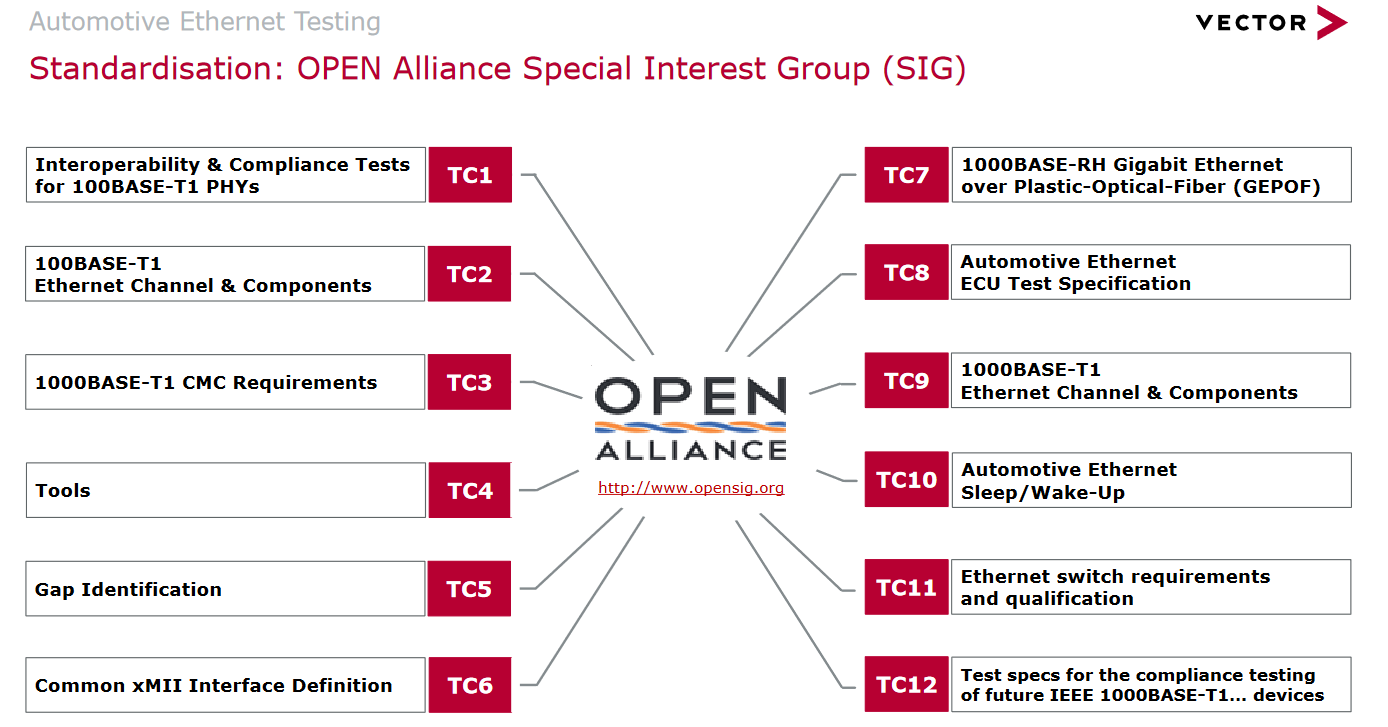 Automotive Ethernet Testing
VECTOR
Standardisation: OPEN Alliance Special Interest Group (SIG)
Interoperability & Compliance Tests
for 100BASE-T1 PHYs
TC1
100BASE-T1
Ethernet Channel & Components
TC2
1000BASE-T1 CMC Requirements
TC3
Tools
TC4
Gap Identification
TC5
Common xMII Interface Definition
TC6
OPEN
ALLIANCE
http://www.opensig.org
TC7
1000BASE-RH Gigabit Ethernet
over Plastic-Optical-Fiber (GEPOF)
TC8
Automotive Ethernet
ECU Test Specification
TC9
1000BASE-T1
Ethernet Channel & Components
TC10
Automotive Ethernet
Sleep/Wake-Up
TC11
Ethernet switch requirements
and qualification
TC12
Test specs for the compliance testing
of future IEEE 1000BASE-T1... devices